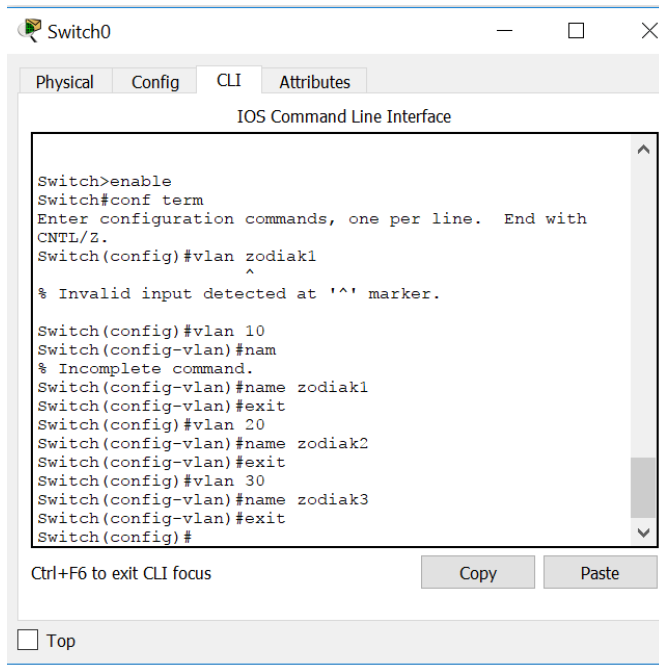 Switch0
Physical Config CLI Attributes
IOS Command Line Interface
Switch>enable
Switch#conf term
Enter configuration commands, one per line.  End with
CNTL/Z.
Switch(config)#vlan zodiak1
^
% Invalid input detected at '^' marker.
Switch(config)#vlan 10
Switch(config-vlan)#nam
% Incomplete command.
Switch(config-vlan)#name zodiak1
Switch(config-vlan)#exit
Switch(config)#vlan 20
Switch(config-vlan)#name zodiak2
Switch(config-vlan)#exit
Switch(config)#vlan 30
Switch(config-vlan)#name zodiak3
Switch(config-vlan)#exit
Switch(config)#
Ctrl+F6 to exit CLI focus Copy Paste
Top